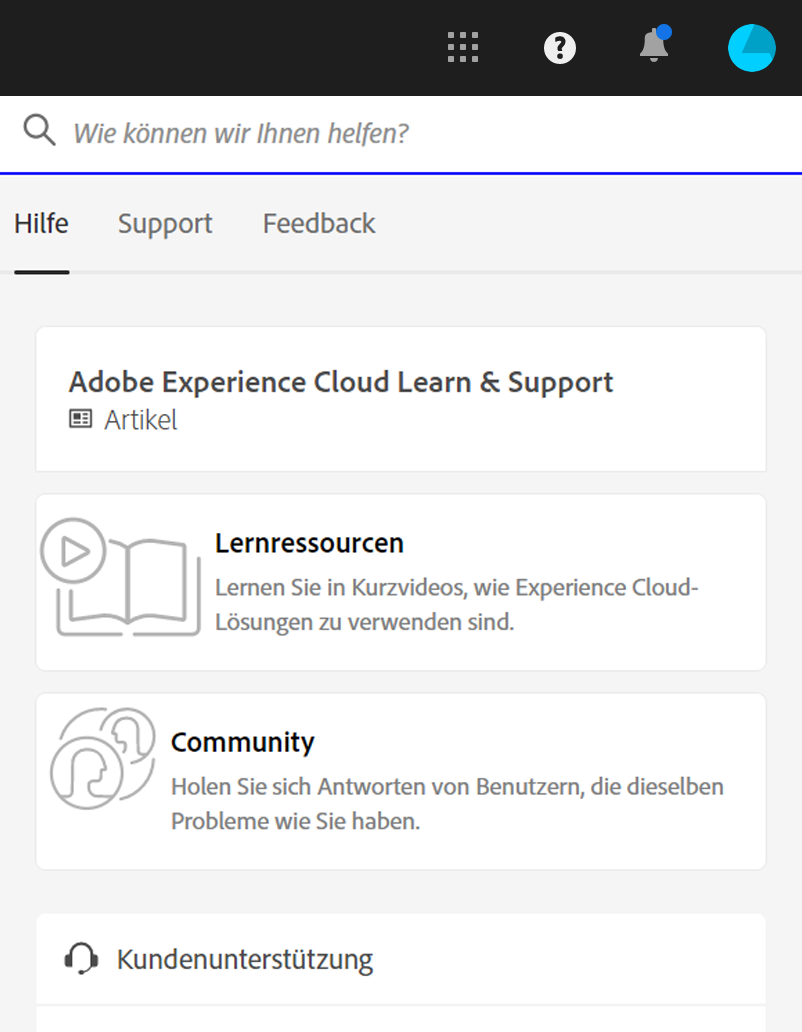 Wie können wir Ihnen helfen?
Hilfe Support Feedback
Adobe Experience Cloud Learn & Support
Artikel
Lernressourcen
Lernen Sie in Kurzvideos, wie Experience Cloud-
Lösungen zu verwenden sind.
Community
Holen Sie sich Antworten von Benutzern, die dieselben
Probleme wie Sie haben.
Kundenunterstützung